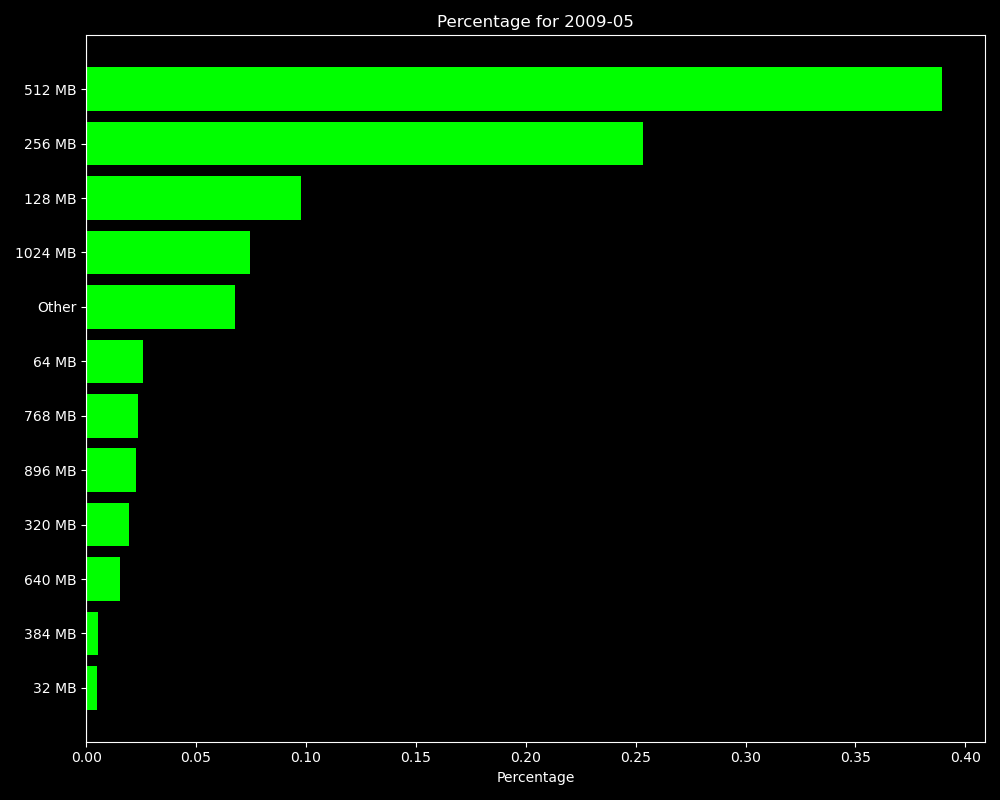 Percentage for 2009-05
512 MB
256 MB
128 MB
1024 MB
Other
64 MB
768 MB
896 MB
320 MB
640 MB
384 MB
32 MB
0.00 0.05 0.10 0.15 0.20 0.25 0.30 0.35 0.40
Percentage